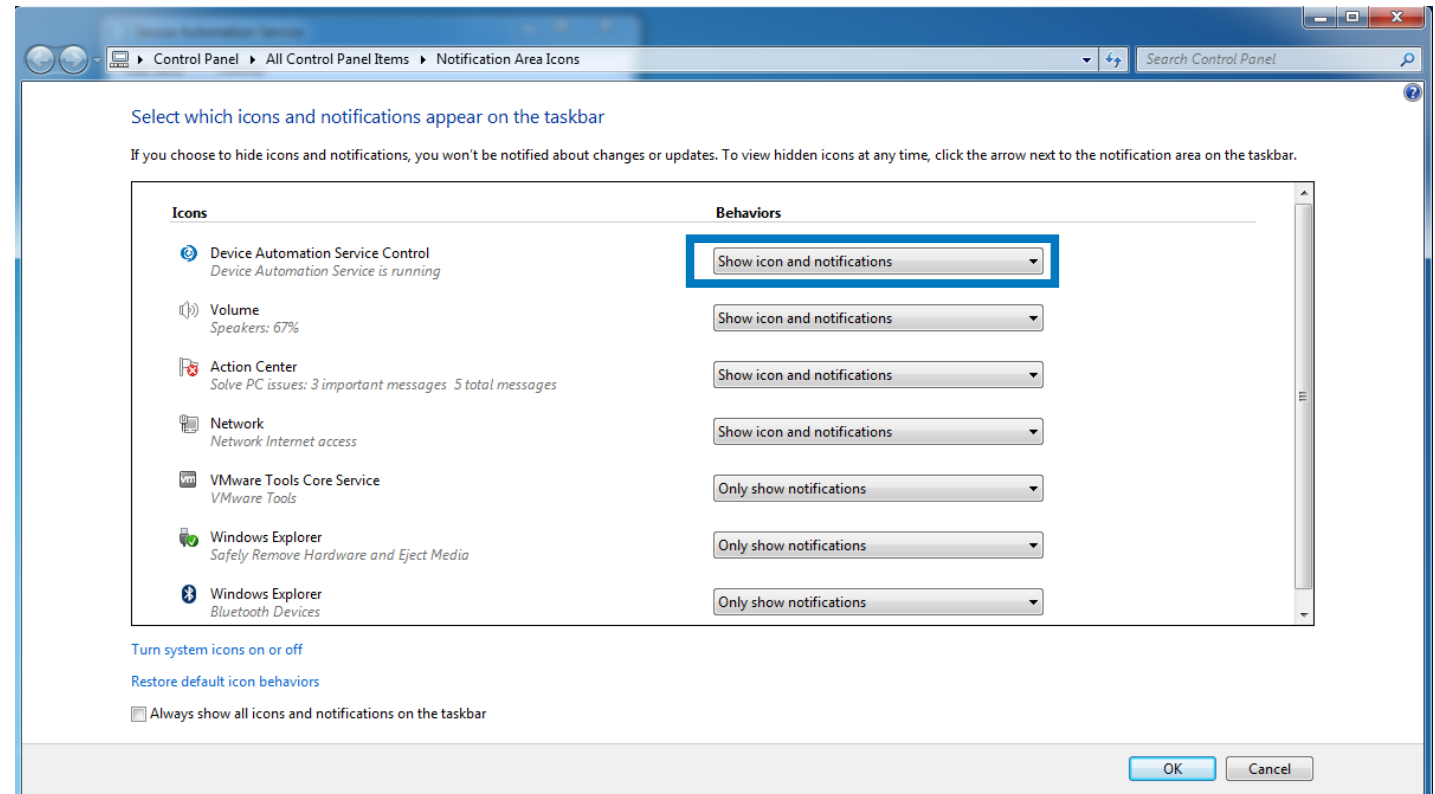 Control Panel ▸ All Control Panel Items ▸ Notification Area Icons
Search Control Panel
Select which icons and notifications appear on the taskbar
If you choose to hide icons and notifications, you won't be notified about changes or updates. To view hidden icons at any time, click the arrow next to the notification area on the taskbar.
Icons Behaviors
Device Automation Service Control
Device Automation Service is running
Show icon and notifications
Volume
Speakers: 67%
Show icon and notifications
Action Center
Solve PC issues: 3 important messages 5 total messages
Show icon and notifications
Network
Network Internet access
Show icon and notifications
vm
VMware Tools Core Service
VMware Tools
Only show notifications
Windows Explorer
Safely Remove Hardware and Eject Media
Only show notifications
Windows Explorer
Bluetooth Devices
Only show notifications
Turn system icons on or off
Restore default icon behaviors
Always show all icons and notifications on the taskbar
OK Cancel